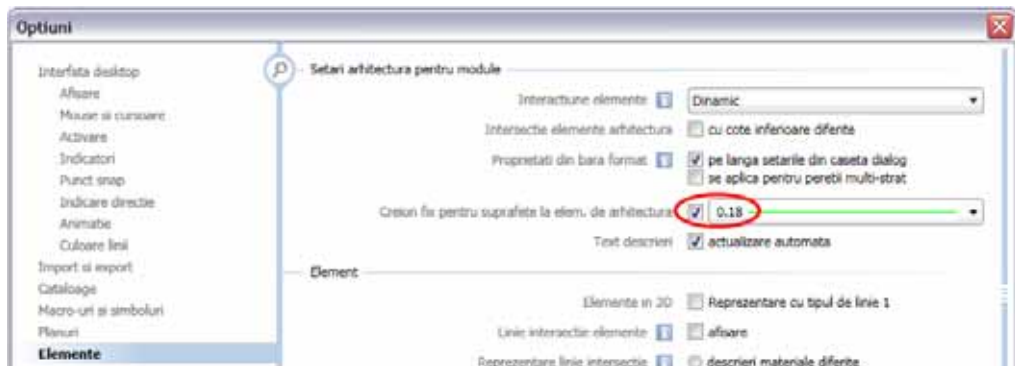 Optiuni
Interfata desktop
Afisare
Mouse si cursoare
Activare
Indicatori
Punct snap
Indicare directie
Animatie
Culoare linii
Import si export
Cataloage
Macro-uri si simboluri
Planuri
Elemente
Setari arhitectura pentru module
Interactiune elemente Dinamic
Intersectie elemente arhitectura cu cote inferioare diferite
Proprietati din bara format pe langa setarile din caseta dialog
se aplica pentru peretii multi-strat
Creion fix pentru suprafete la elem. de arhitectura 0.18
Text descrieri actualizare automata
Element
Elemente in 2D Reprezentare cu tipul de linie 1
Linie intersectie elemente afisare
Reprezentare linie intersectie descrieri materiale diferite